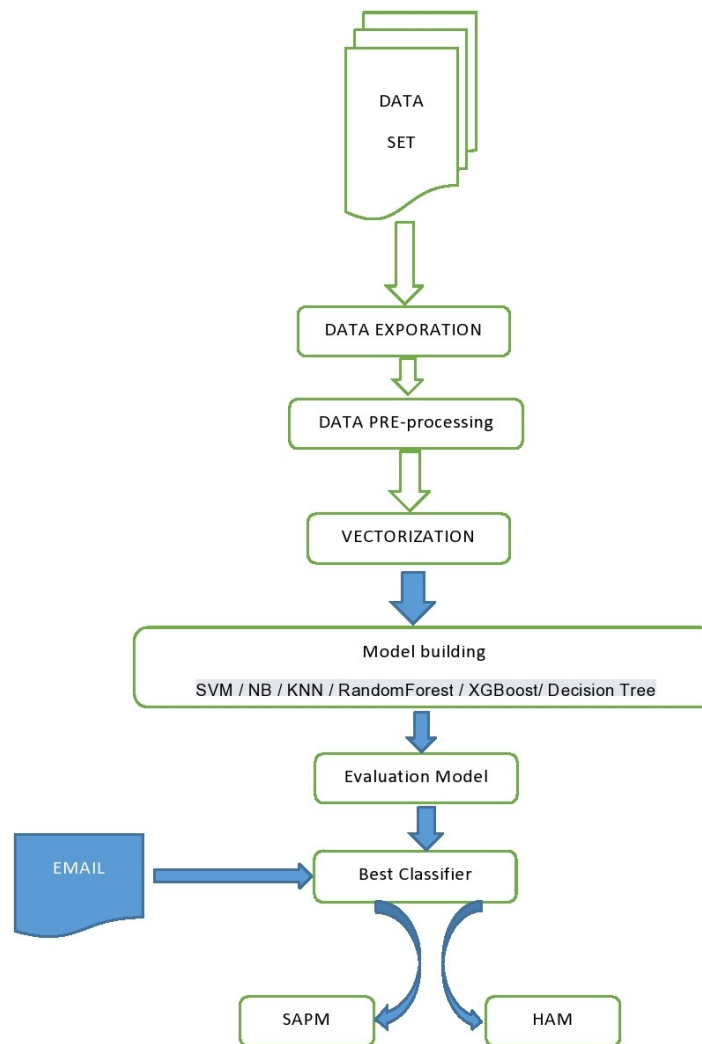 DATA
SET
DATA EXPORATION
DATA PRE-processing
VECTORIZATION
Model building
SVM / NB / KNN / RandomForest / XGBoost/ Decision Tree
Evaluation Model
EMAIL
Best Classifier
SAPM
HAM